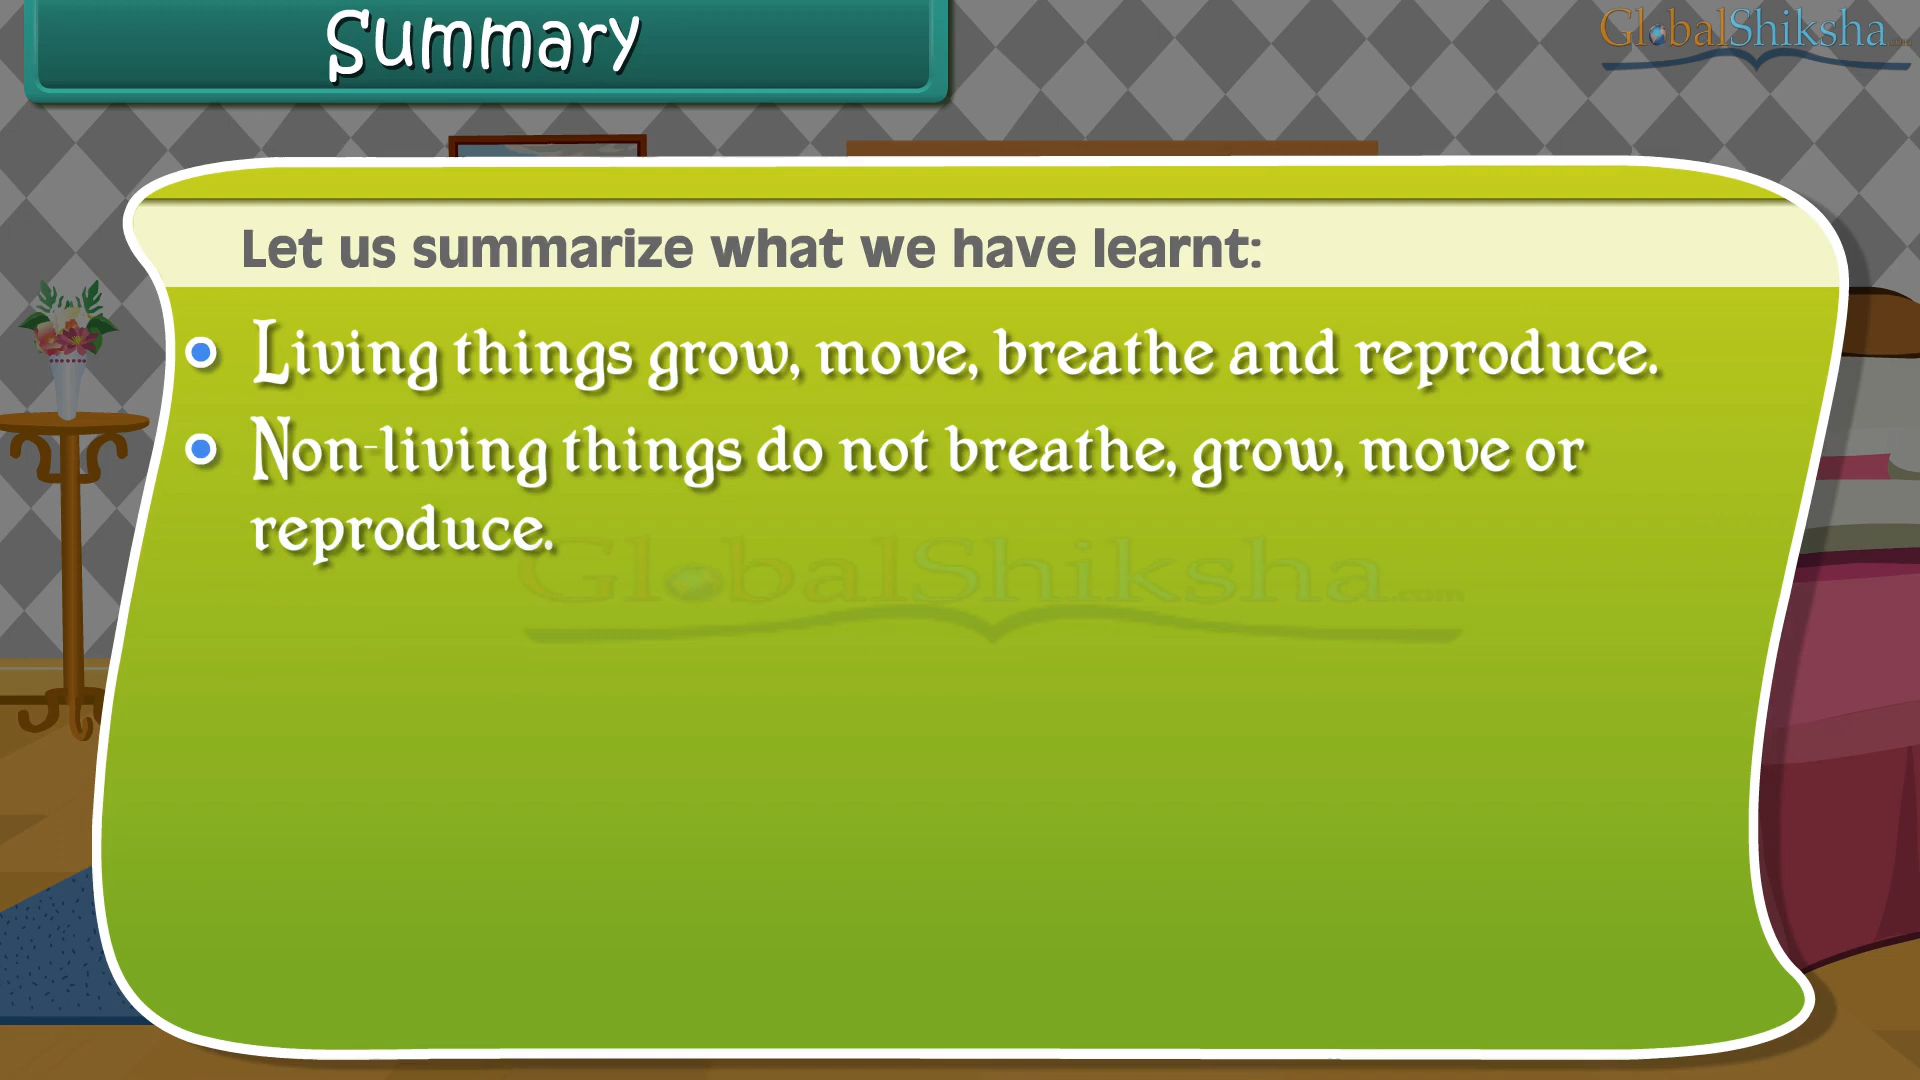 Summary
GlobalShiksha
Let us summarize what we have learnt:
Living things grow, move, breathe and reproduce.
Non-living things do not breathe, grow, move or
reproduce.
GlobalShiksha.com